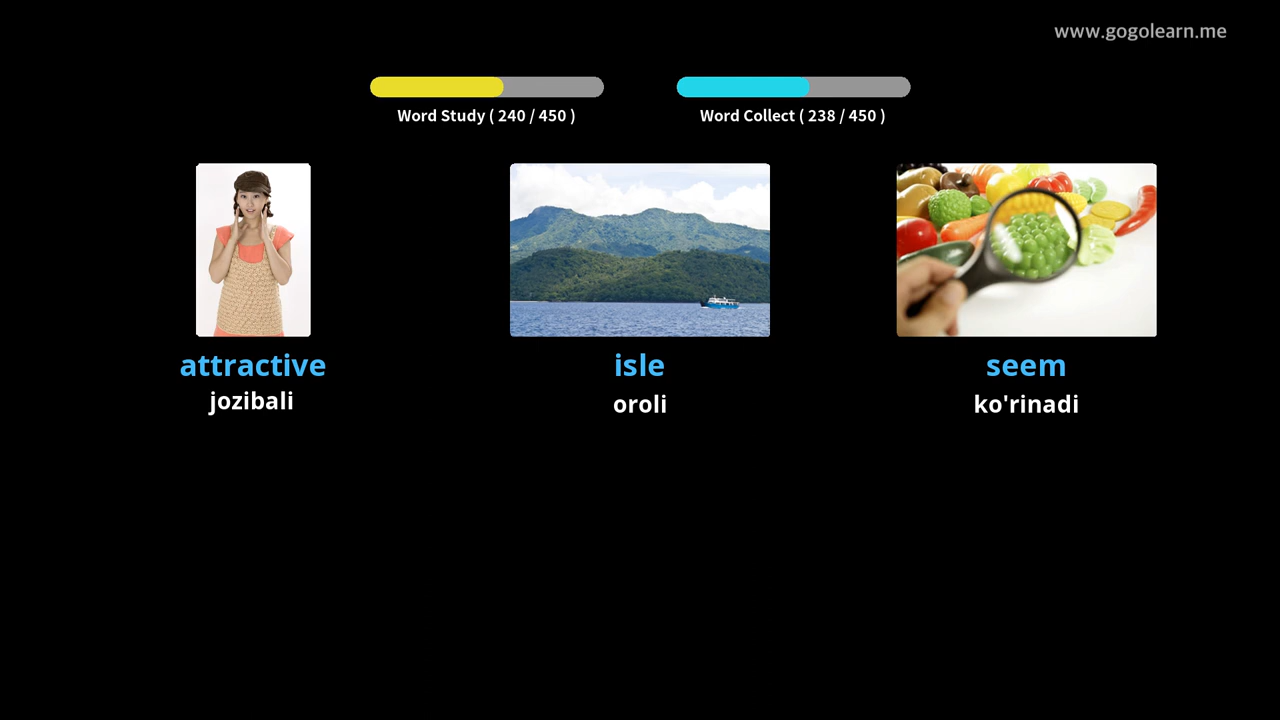 www.gogolearn.me
Word Study ( 240 / 450 )
Word Collect ( 238 / 450 )
attractive
jozibali
isle
oroli
seem
ko'rinadi